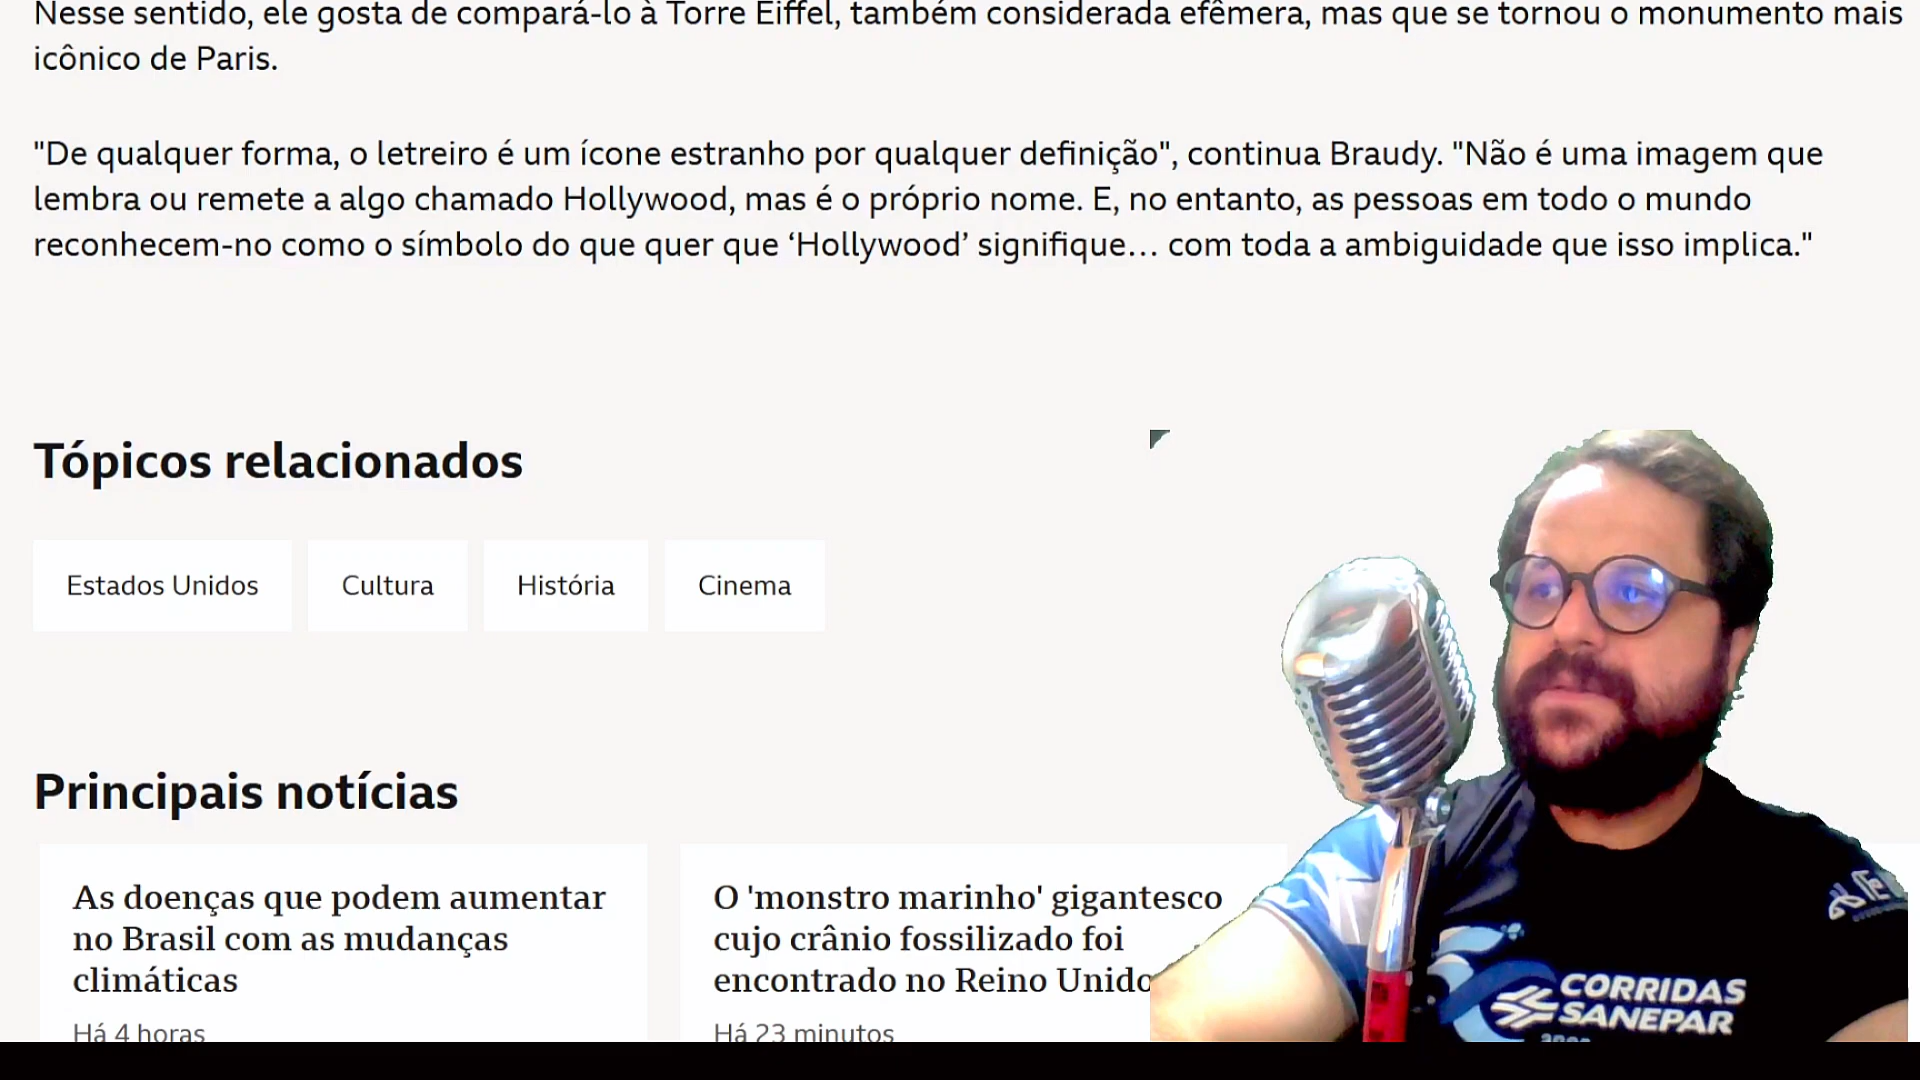 Nesse sentido, ele gosta de compará-lo à Torre Eiffel, também considerada efêmera, mas que se tornou o monumento mais
icônico de Paris.
"De qualquer forma, o letreiro é um ícone estranho por qualquer definição", continua Braudy. "Não é uma imagem que
lembra ou remete a algo chamado Hollywood, mas é o próprio nome. E, no entanto, as pessoas em todo o mundo
reconhecem-no como o símbolo do que quer que ‘Hollywood’ signifique… com toda a ambiguidade que isso implica."
Tópicos relacionados
Estados Unidos Cultura História Cinema
Principais notícias
As doenças que podem aumentar
no Brasil com as mudanças
climáticas
Há 4 horas
O 'monstro marinho' gigantesco
cujo crânio fossilizado foi
encontrado no Reino Unido
Há 23 minutos
CORRIDAS
SANEPAR